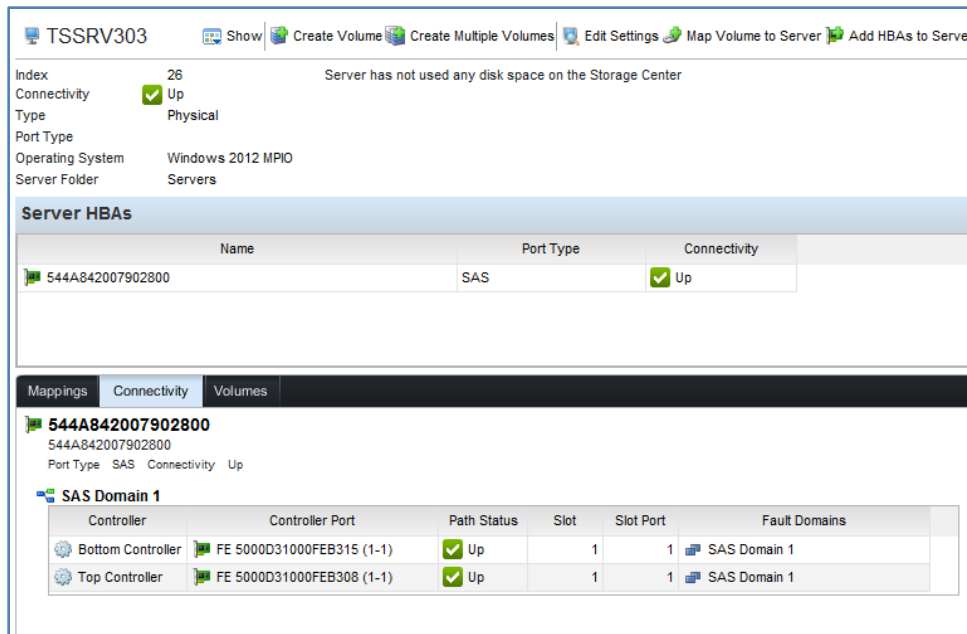 TSSRV303 Show Create Volume Create Multiple Volumes Edit Settings Map Volume to Server Add HBAs to Serve
Index 26 Server has not used any disk space on the Storage Center
Connectivity Up
Type Physical
Port Type
Operating System Windows 2012 MPIO
Server Folder Servers
Server HBAs
Name Port Type Connectivity
544A842007902800 SAS Up
Mappings Connectivity Volumes
544A842007902800
544A842007902800
Port Type SAS Connectivity Up
SAS Domain 1
Controller Controller Port Path Status Slot Slot Port Fault Domains
Bottom Controller FE 5000D31000FEB315 (1-1) Up 1 1 SAS Domain 1
Top Controller FE 5000D31000FEB308 (1-1) Up 1 1 SAS Domain 1